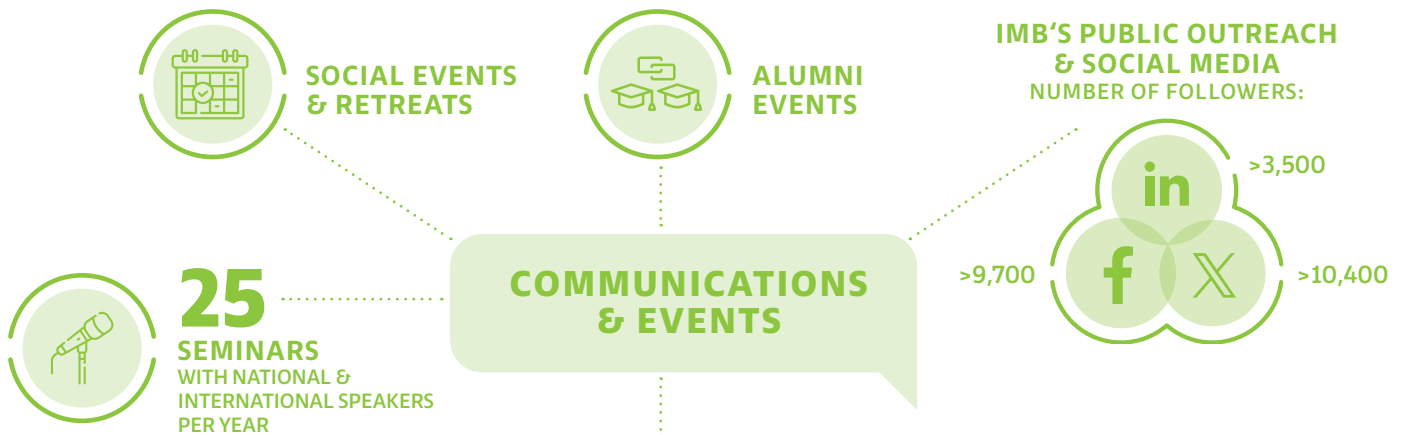 SOCIAL EVENTS
& RETREATS
ALUMNI
EVENTS
IMB'S PUBLIC OUTREACH
& SOCIAL MEDIA
NUMBER OF FOLLOWERS:
in
>3,500
f
>9,700
X
>10,400
COMMUNICATIONS
& EVENTS
25
SEMINARS
WITH NATIONAL &
INTERNATIONAL SPEAKERS
PER YEAR